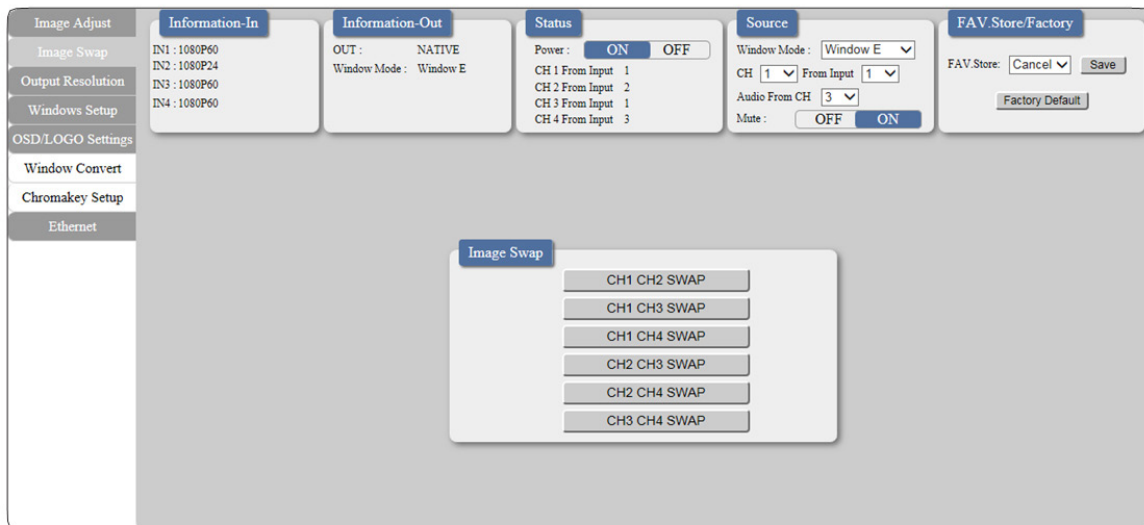 Image Adjust
Image Swap
Output Resolution
Windows Setup
OSD/LOGO Settings
Window Convert
Chromakey Setup
Ethernet
Information-In
IN1 : 1080P60
IN2 : 1080P24
IN3 : 1080P60
IN4 : 1080P60
Information-Out
OUT : NATIVE
Window Mode : Window E
Status
Power : ON OFF
CH 1 From Input 1
CH 2 From Input 2
CH 3 From Input 1
CH 4 From Input 3
Source
Window Mode : Window E
CH 1 From Input 1
Audio From CH 3
Mute : OFF ON
FAV.Store/Factory
FAV.Store: Cancel Save
Factory Default
Image Swap
CH1 CH2 SWAP
CH1 CH3 SWAP
CH1 CH4 SWAP
CH2 CH3 SWAP
CH2 CH4 SWAP
CH3 CH4 SWAP